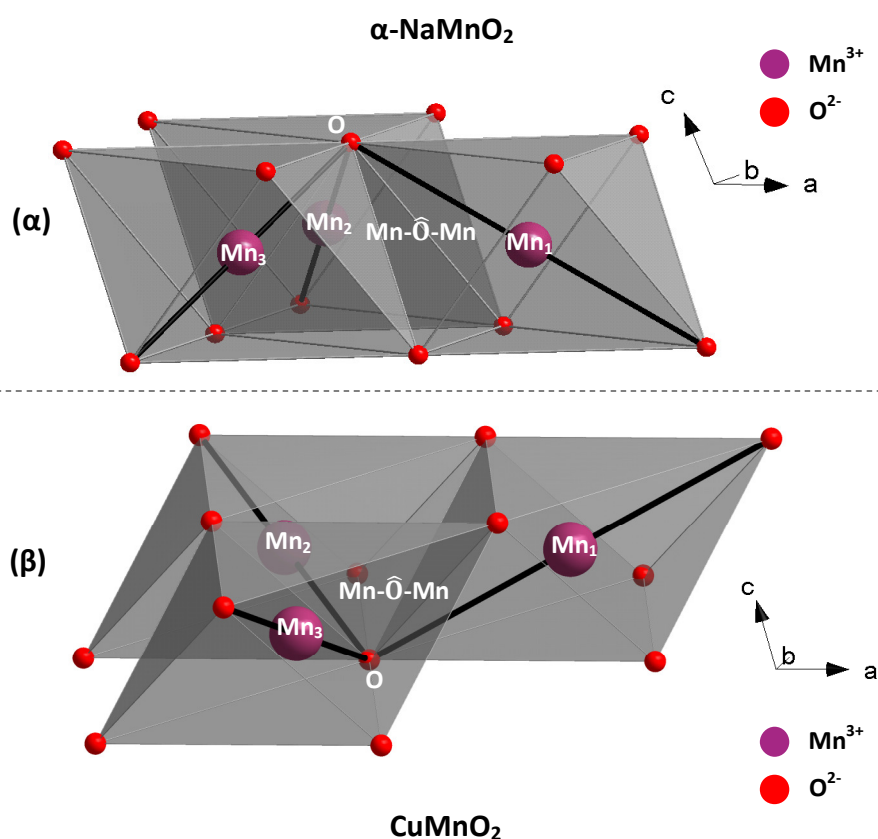 α-NaMnO₂
Mn³⁺
O²⁻
c
b
a
(α)
O
Mn₂
Mn-Ô-Mn
Mn₁
Mn₃
(β)
Mn₂
Mn₁
Mn-Ô-Mn
Mn₃
O
c
b
a
Mn³⁺
O²⁻
CuMnO₂